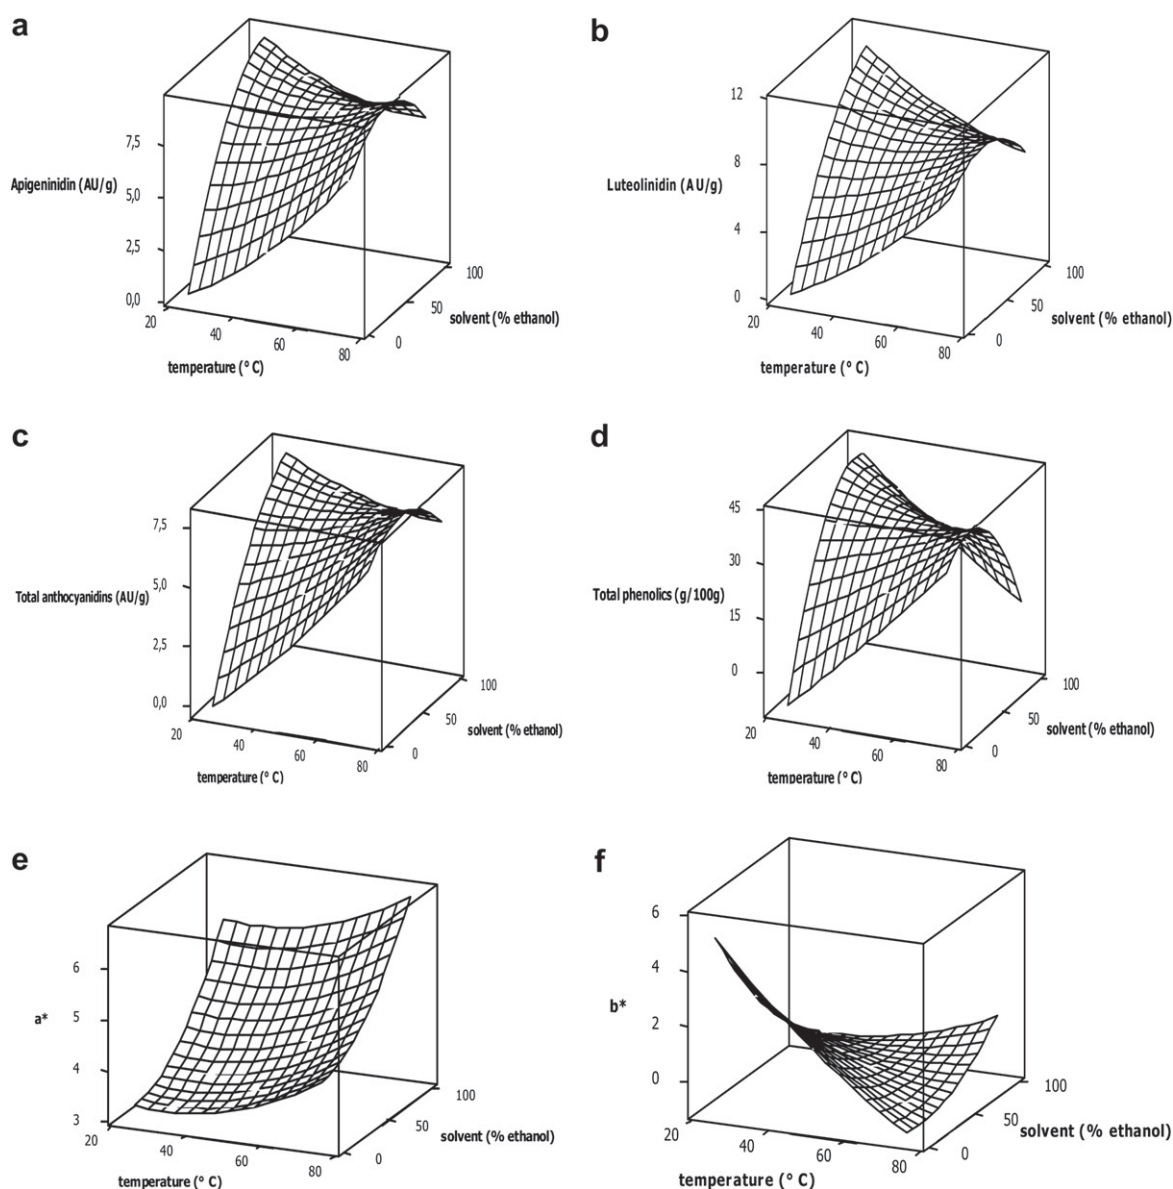 a
7,5
Apigeninidin (AU/g)
5,0
2,5
0,0
20
40
60
80
0
50
100
solvent (% ethanol)
temperature (° C)
b
12
8
Luteolinidin (AU/g)
4
0
20
40
60
80
0
50
100
solvent (% ethanol)
temperature (° C)
c
7,5
5,0
Total anthocyanidins (AU/g)
2,5
0,0
20
40
60
80
0
50
100
solvent (% ethanol)
temperature (° C)
d
45
30
Total phenolics (g/100g)
15
0
20
40
60
80
0
50
100
solvent (% ethanol)
temperature (° C)
e
6
5
a*
4
3
20
40
60
80
0
50
100
solvent (% ethanol)
temperature (° C)
f
6
4
b*
2
0
20
40
60
80
0
50
100
solvent (% ethanol)
temperature (° C)